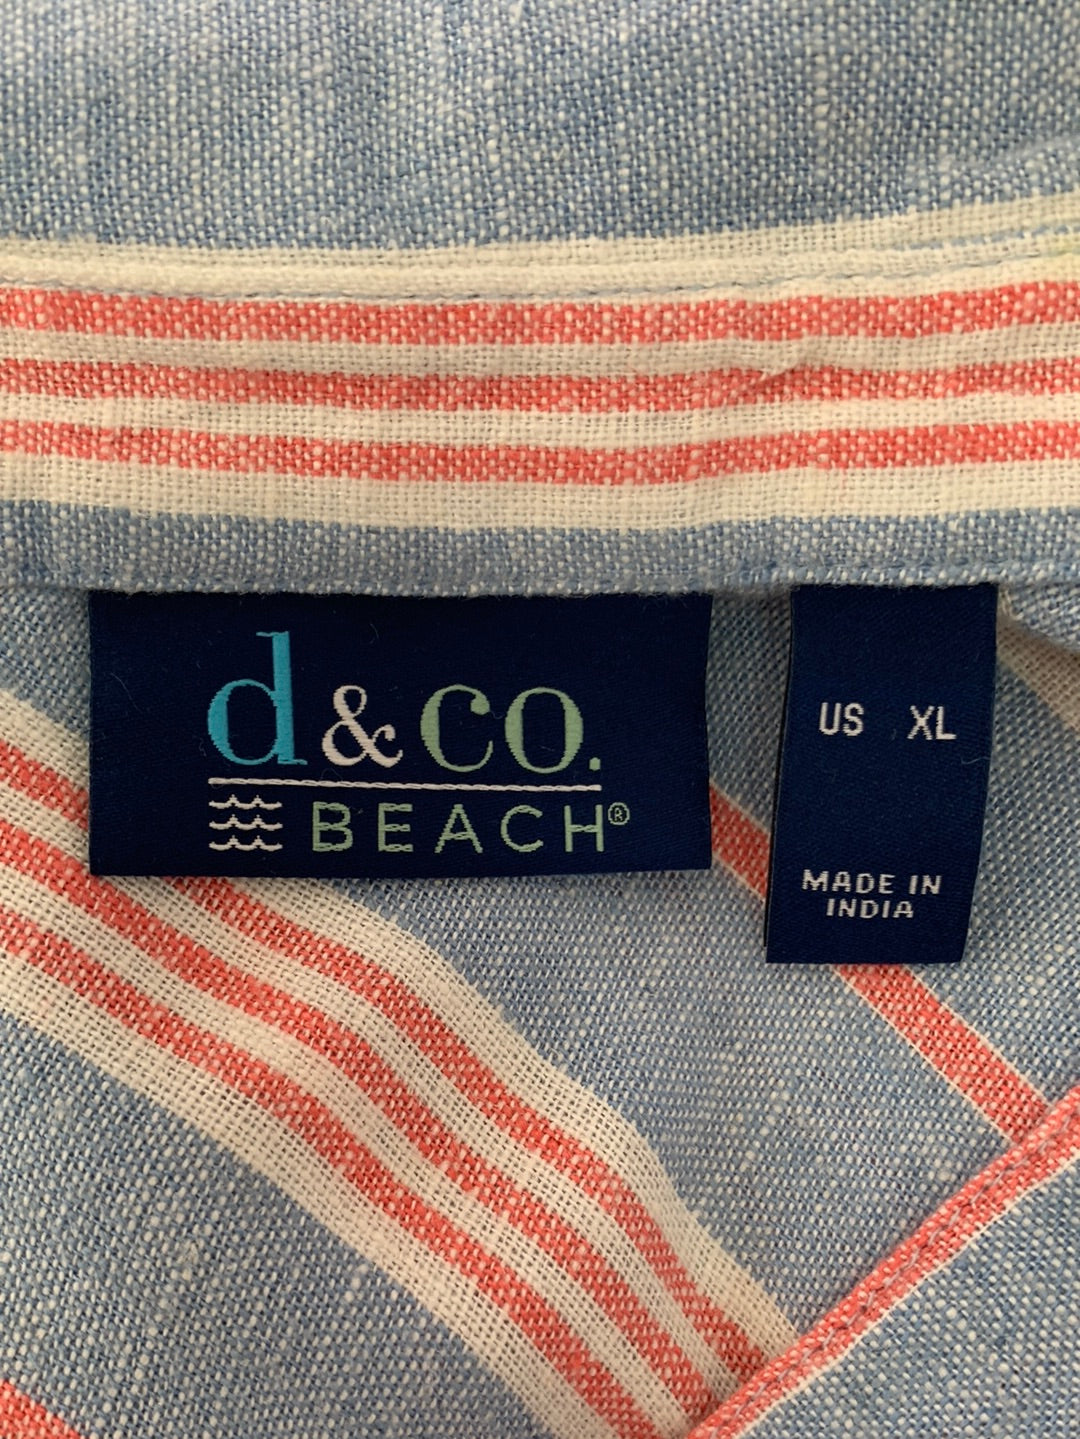 d&co.
BEACH®
US XL
MADE IN
INDIA